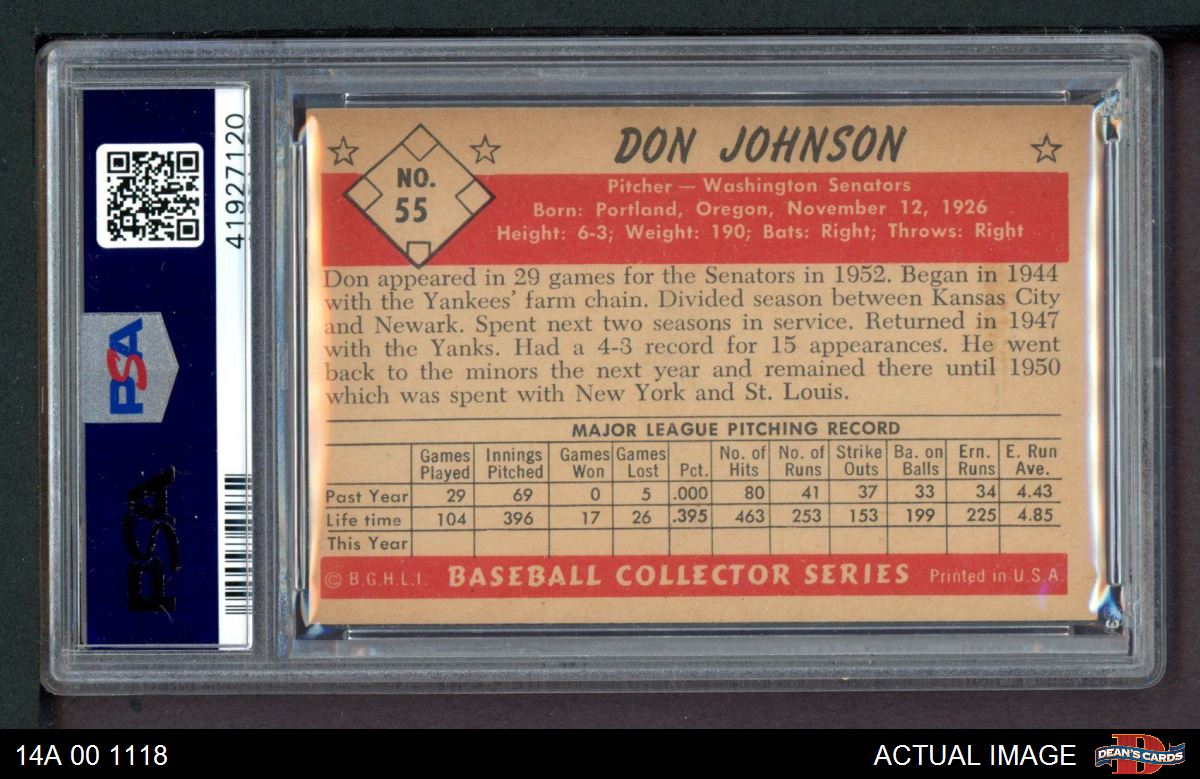 41927120
PSA
PSA
NO.
55
DON JOHNSON
Pitcher — Washington Senators
Born: Portland, Oregon, November 12, 1926
Height: 6-3; Weight: 190; Bats: Right; Throws: Right
Don appeared in 29 games for the Senators in 1952. Began in 1944
with the Yankees' farm chain. Divided season between Kansas City
and Newark. Spent next two seasons in service. Returned in 1947
with the Yanks. Had a 4-3 record for 15 appearances. He went
back to the minors the next year and remained there until 1950
which was spent with New York and St. Louis.
MAJOR LEAGUE PITCHING RECORD
Games Innings Games Games No. of No. of Strike Ba. on Ern. E. Run
Played Pitched Won Lost Pct. Hits Runs Outs Balls Runs Ave.
Past Year 29 69 0 5 .000 80 41 37 33 34 4.43
Life time 104 396 17 26 .395 463 253 153 199 225 4.85
This Year
© B.G.H.L.I. BASEBALL COLLECTOR SERIES Printed in U.S.A.
14A 00 1118
ACTUAL IMAGE
DEAN'S CARDS